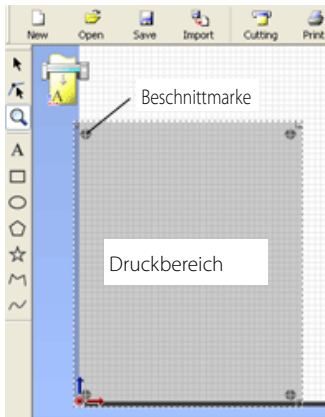 New Open Save Import Cutting Print
A
Beschnittmarke
A
Druckbereich